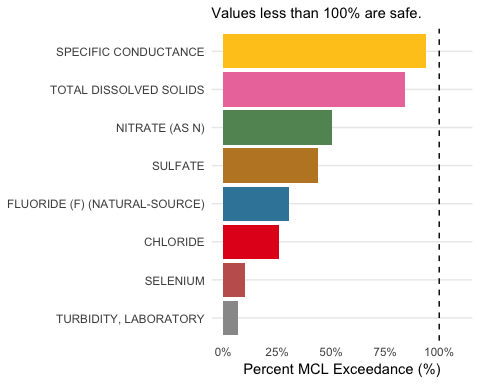 Values less than 100% are safe.
SPECIFIC CONDUCTANCE
TOTAL DISSOLVED SOLIDS
NITRATE (AS N)
SULFATE
FLUORIDE (F) (NATURAL-SOURCE)
CHLORIDE
SELENIUM
TURBIDITY, LABORATORY
0% 25% 50% 75% 100%
Percent MCL Exceedance (%)